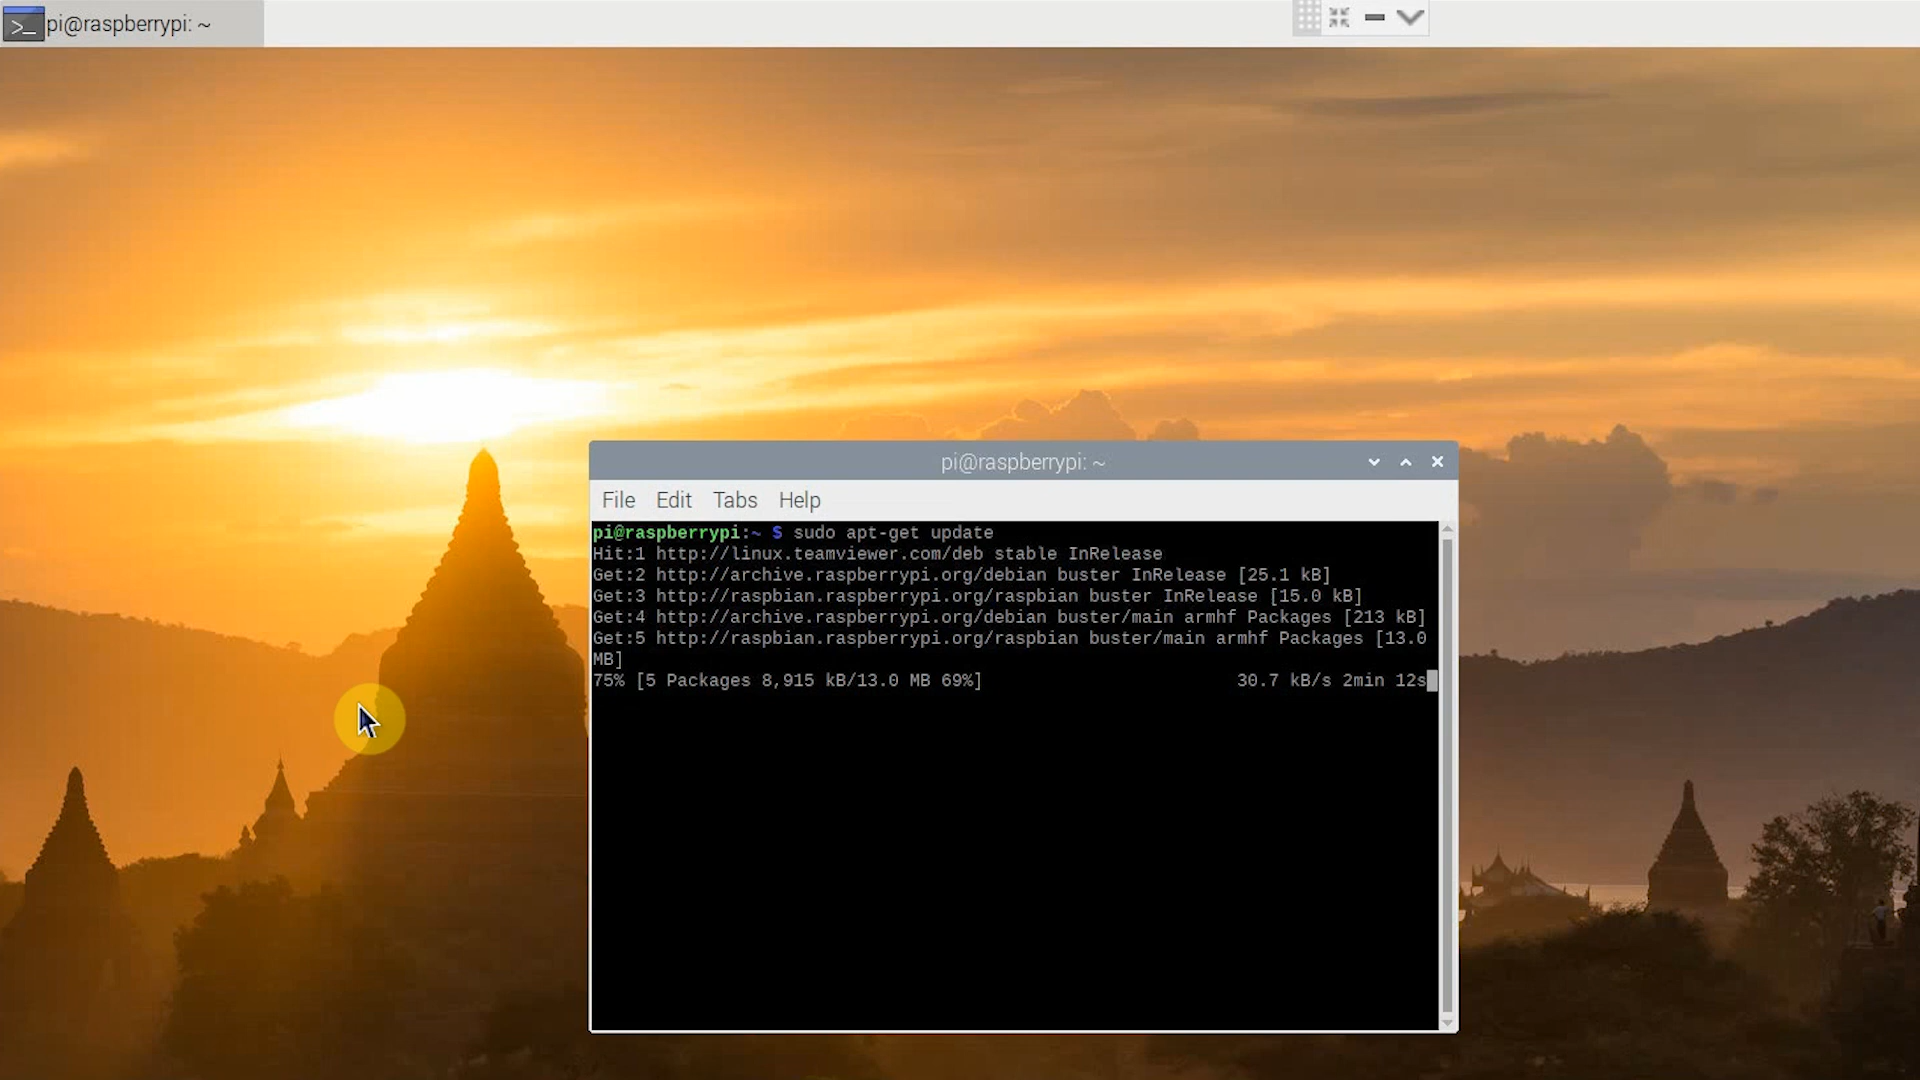 pi@raspberrypi: ~
pi@raspberrypi: ~
File Edit Tabs Help
pi@raspberrypi:~ $ sudo apt-get update
Hit:1 http://linux.teamviewer.com/deb stable InRelease
Get:2 http://archive.raspberrypi.org/debian buster InRelease [25.1 kB]
Get:3 http://raspbian.raspberrypi.org/raspbian buster InRelease [15.0 kB]
Get:4 http://archive.raspberrypi.org/debian buster/main armhf Packages [213 kB]
Get:5 http://raspbian.raspberrypi.org/raspbian buster/main armhf Packages [13.0
MB]
75% [5 Packages 8,915 kB/13.0 MB 69%] 30.7 kB/s 2min 12s